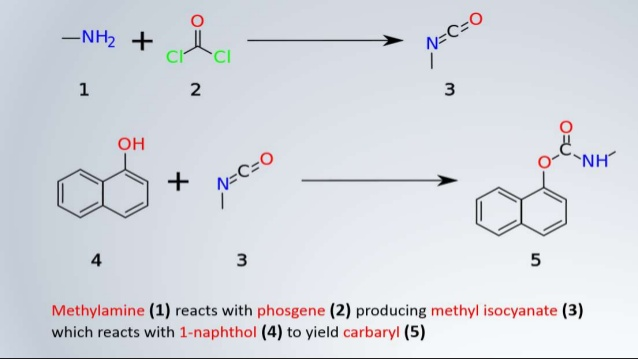 —NH₂ + O Cl Cl N C O
1 2 3
OH O C O NH
+ N C O
4 3 5
Methylamine (1) reacts with phosgene (2) producing methyl isocyanate (3)
which reacts with 1-naphthol (4) to yield carbaryl (5)